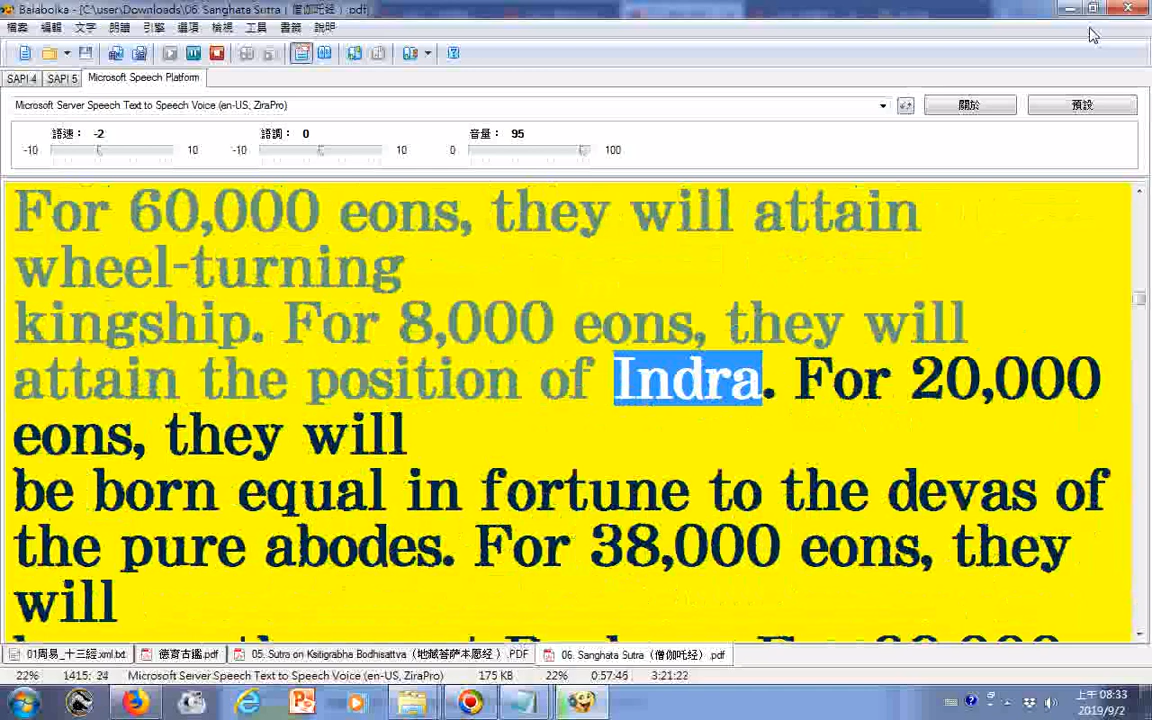 Balabolka - [C:\user\Downloads\06. Sanghata Sutra（僧伽吒经）.pdf]
檔案 編輯 文字 朗讀 引擎 選項 檢視 工具 書籤 說明
SAPI 4 SAPI 5 Microsoft Speech Platform
Microsoft Server Speech Text to Speech Voice (en-US, ZiraPro) 關於 預設
語速： -2 語調： 0 音量： 95
-10 10 -10 10 0 100
For 60,000 eons, they will attain
wheel-turning
kingship. For 8,000 eons, they will
attain the position of Indra. For 20,000
eons, they will
be born equal in fortune to the devas of
the pure abodes. For 38,000 eons, they
will
01周易_十三經.xml.txt 德育古鑑.pdf 05. Sutra on Ksitigrabha Bodhisattva（地藏菩萨本愿经）.PDF 06. Sanghata Sutra（僧伽吒经）.pdf
22% 1415: 24 Microsoft Server Speech Text to Speech Voice (en-US, ZiraPro) 175 KB 22% 0:57:46 3:21:22
上午 08:33
2019/9/2